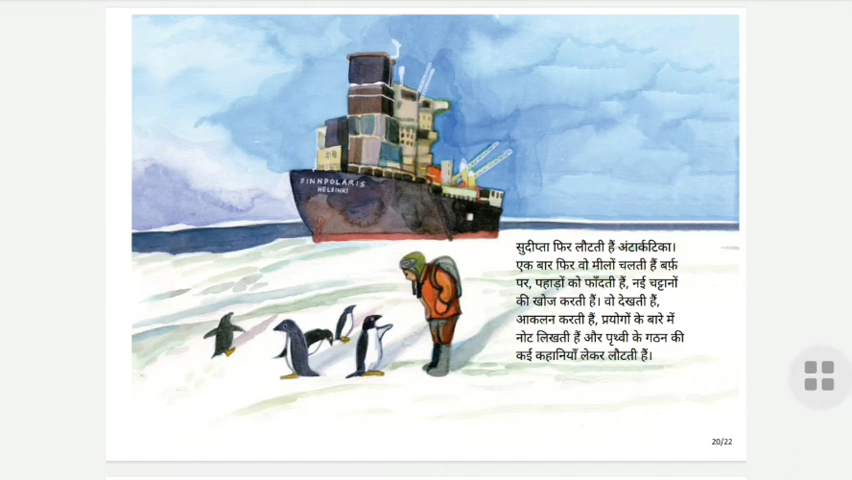 FINNPOLARIS
HELSINKI
सुदीप्ता फिर लौटती हैं अंटार्कटिका।
एक बार फिर वो मीलों चलती हैं बर्फ़
पर, पहाड़ों को फाँदती हैं, नई चट्टानों
की खोज करती हैं। वो देखती हैं,
आकलन करती हैं, प्रयोगों के बारे में
नोट लिखती हैं और पृथ्वी के गठन की
कई कहानियाँ लेकर लौटती हैं।
20/22